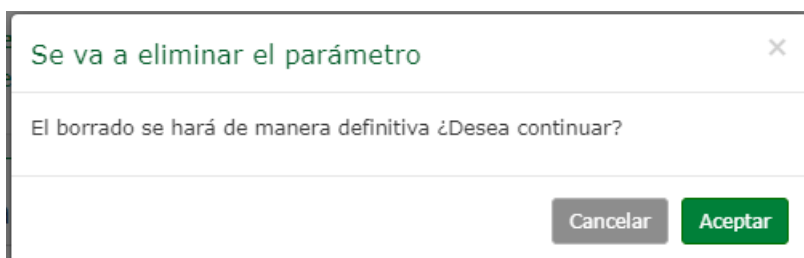 Se va a eliminar el parámetro
×
El borrado se hará de manera definitiva ¿Desea continuar?
Cancelar Aceptar